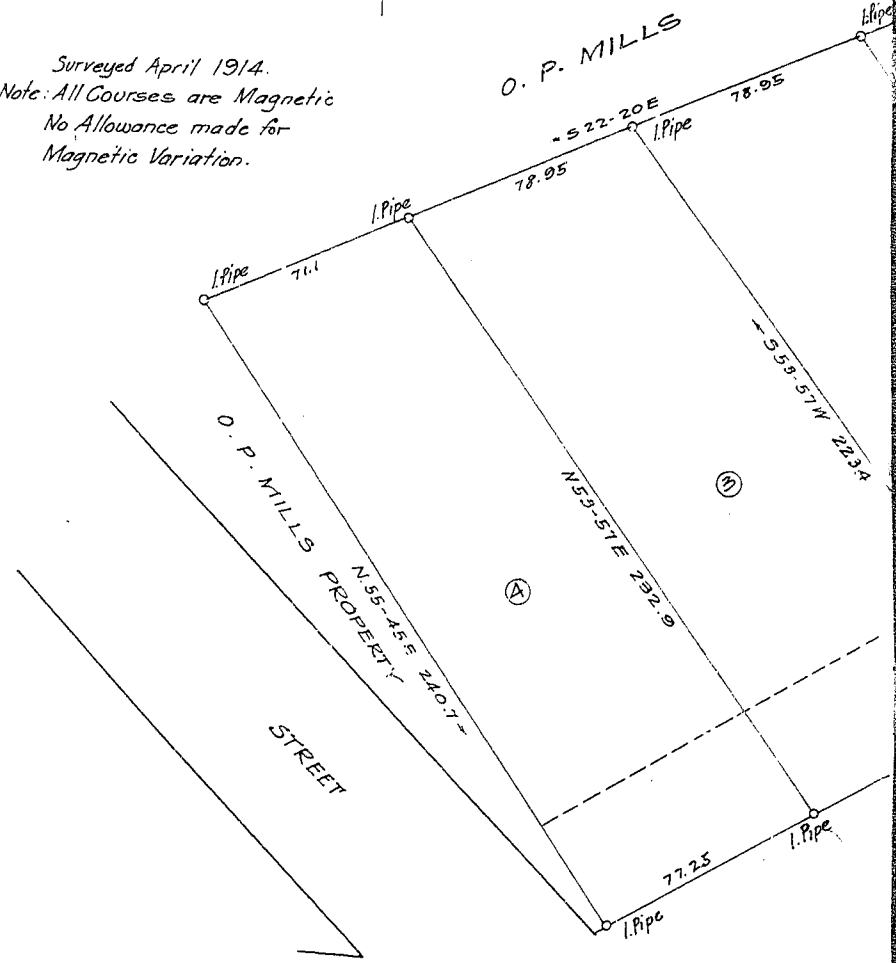 Surveyed April 1914.
Note: All Courses are Magnetic
No Allowance made for
Magnetic Variation.
O. P. MILLS
I.Pipe
78.95
S 22-20E
I.Pipe
78.95
I.Pipe
71.1
I.Pipe
S 53-57W 223.4
O. P. MILLS PROPERTY
N53-57E 232.9
3
N.55-45E 240.7
4
STREET
I.Pipe
77.25
I.Pipe